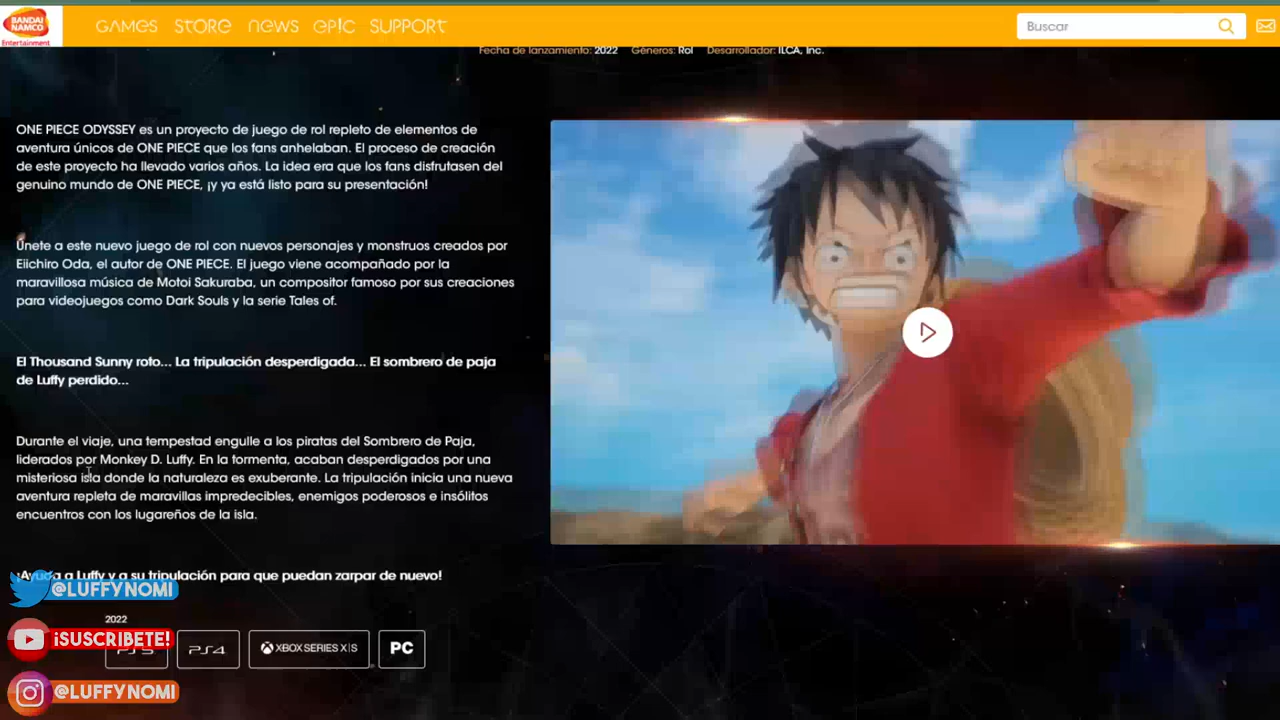 BANDAI
NAMCO
Entertainment
GAMES STORE NEWS EPIC SUPPORT
Buscar
Fecha de lanzamiento: 2022 Géneros: Rol Desarrollador: ILCA, Inc.
ONE PIECE ODYSSEY es un proyecto de juego de rol repleto de elementos de
aventura únicos de ONE PIECE que los fans anhelaban. El proceso de creación
de este proyecto ha llevado varios años. La idea era que los fans disfrutasen del
genuino mundo de ONE PIECE, ¡y ya está listo para su presentación!
Únete a este nuevo juego de rol con nuevos personajes y monstruos creados por
Eiichiro Oda, el autor de ONE PIECE. El juego viene acompañado por la
maravillosa música de Motoi Sakuraba, un compositor famoso por sus creaciones
para videojuegos como Dark Souls y la serie Tales of.
El Thousand Sunny roto... La tripulación desperdigada... El sombrero de paja
de Luffy perdido...
Durante el viaje, una tempestad engulle a los piratas del Sombrero de Paja,
liderados por Monkey D. Luffy. En la tormenta, acaban desperdigados por una
misteriosa isla donde la naturaleza es exuberante. La tripulación inicia una nueva
aventura repleta de maravillas impredecibles, enemigos poderosos e insólitos
encuentros con los lugareños de la isla.
¡Ayuda a Luffy y a su tripulación para que puedan zarpar de nuevo!
@LUFFYNOMI
2022
¡SUSCRIBETE!
PS5 PS4 XBOX SERIES X|S PC
@LUFFYNOMI